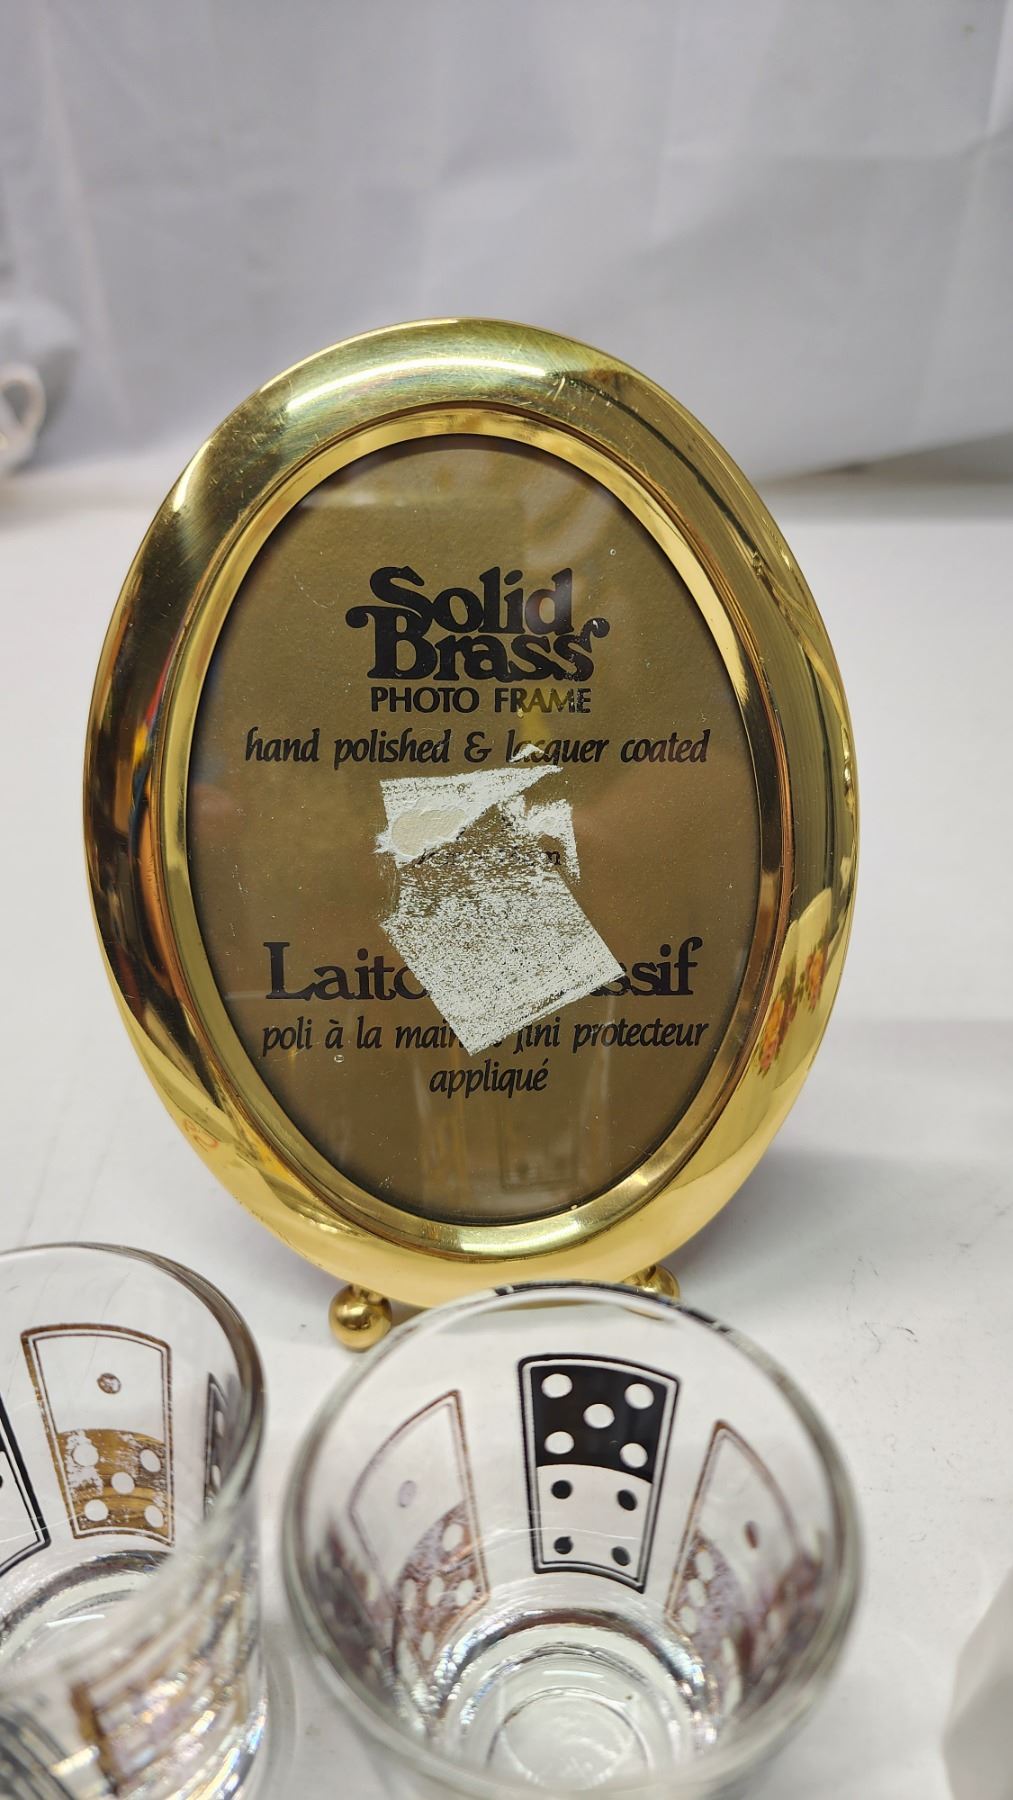 Solid
Brass
PHOTO FRAME
hand polished & lacquer coated
poli à la main fini protecteur
appliqué